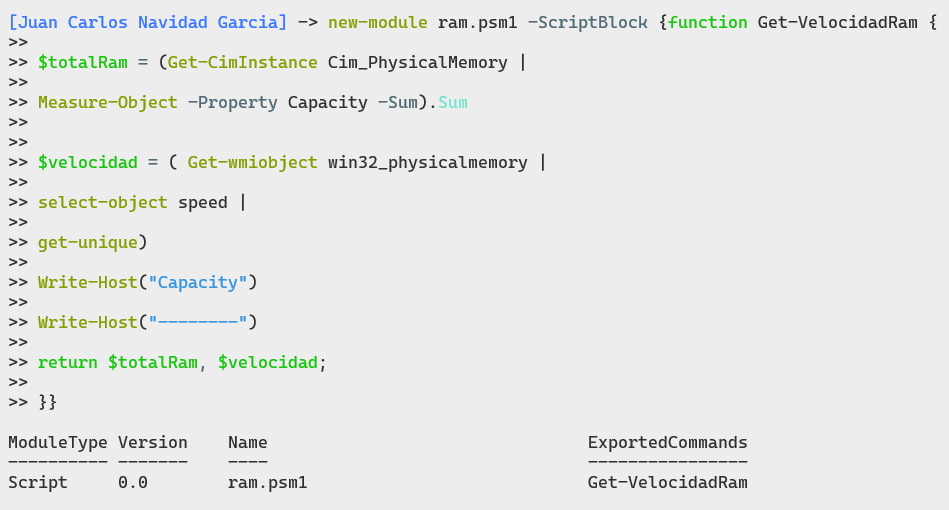 [Juan Carlos Navidad Garcia] -> new-module ram.psm1 -ScriptBlock {function Get-VelocidadRam {
>>
>> $totalRam = (Get-CimInstance Cim_PhysicalMemory |
>>
>> Measure-Object -Property Capacity -Sum).Sum
>>
>>
>> $velocidad = ( Get-wmiobject win32_physicalmemory |
>>
>> select-object speed |
>>
>> get-unique)
>>
>> Write-Host("Capacity")
>>
>> Write-Host("--------")
>>
>> return $totalRam, $velocidad;
>>
>> }}
ModuleType Version    Name                                ExportedCommands
---------- -------    ----                                ----------------
Script     0.0        ram.psm1                            Get-VelocidadRam